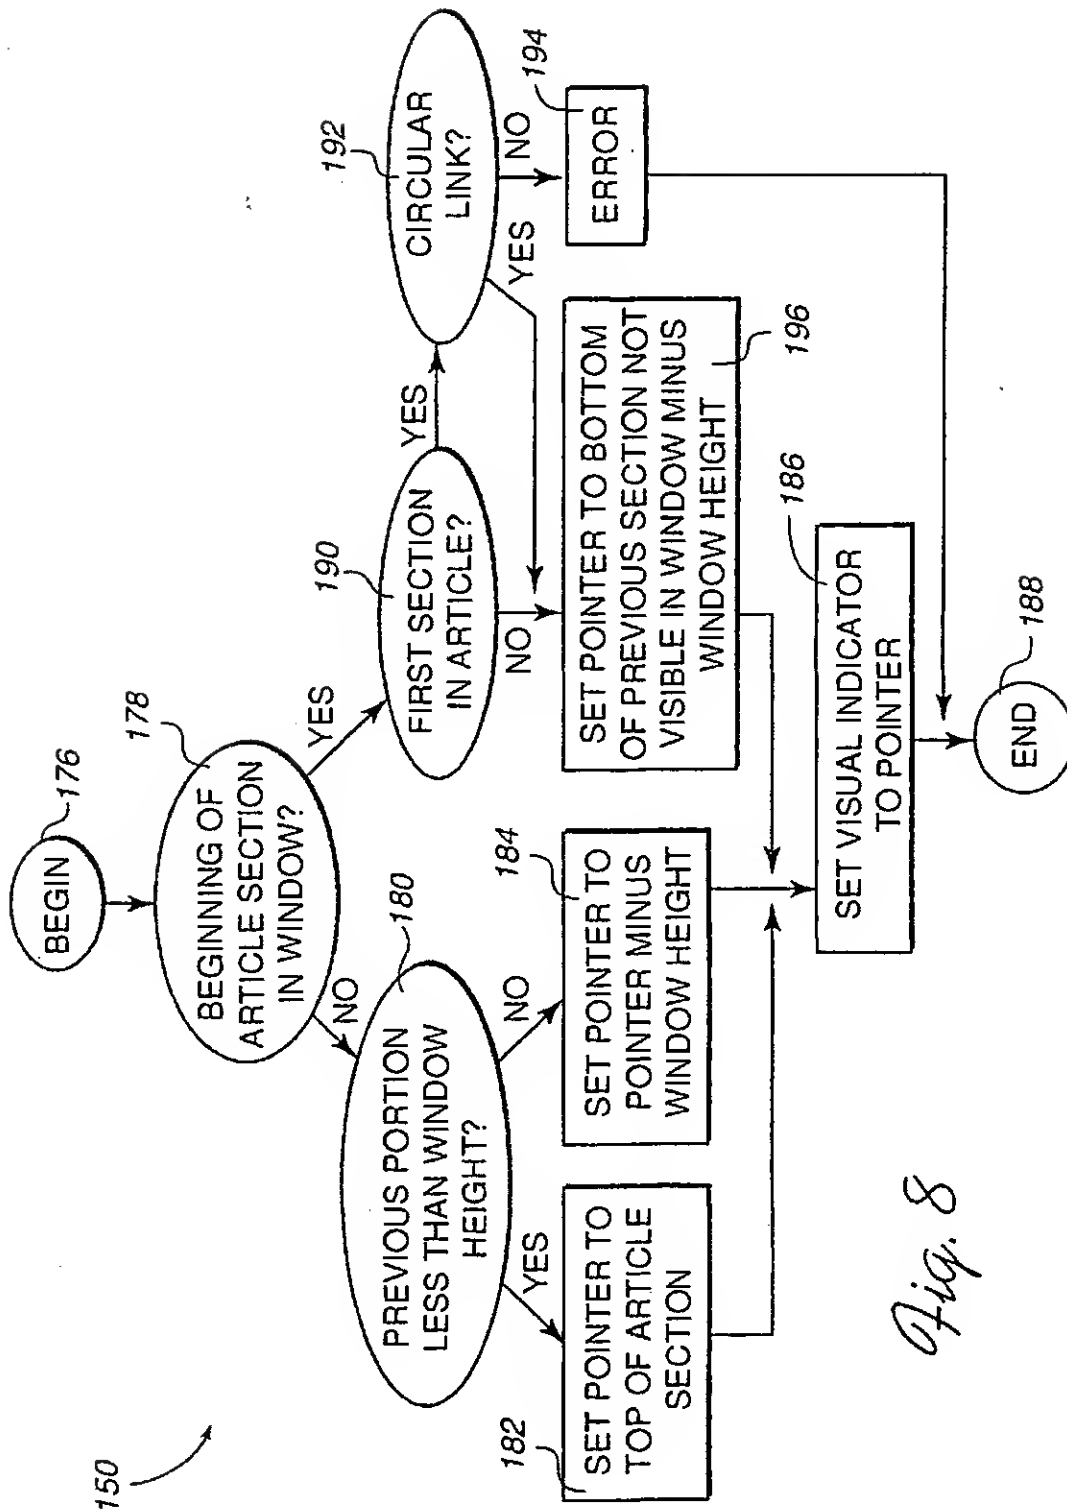 150
BEGIN
176
BEGINNING OF
ARTICLE SECTION
IN WINDOW?
178
NO
YES
PREVIOUS PORTION
LESS THAN WINDOW
HEIGHT?
180
YES
NO
FIRST SECTION
IN ARTICLE?
190
YES
NO
CIRCULAR
LINK?
192
YES
NO
SET POINTER TO
TOP OF ARTICLE
SECTION
182
SET POINTER TO
POINTER MINUS
WINDOW HEIGHT
184
SET POINTER TO BOTTOM
OF PREVIOUS SECTION NOT
VISIBLE IN WINDOW MINUS
WINDOW HEIGHT
196
ERROR
194
SET VISUAL INDICATOR
TO POINTER
186
END
188
Fig. 8